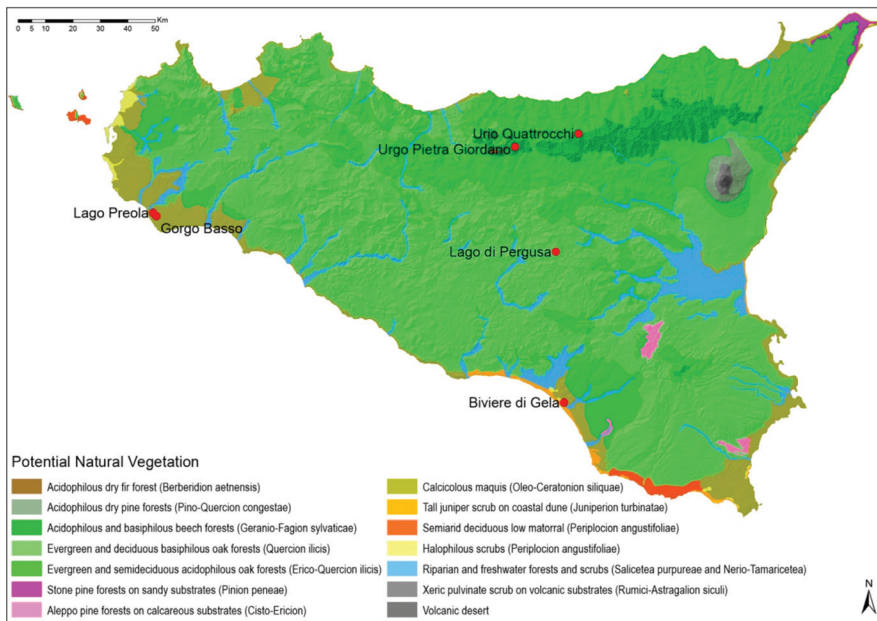 Km
0 5 10 20 30 40 50
Urio Quattrocchi
Urgo Pietra Giordano
Lago Preola
Gorgo Basso
Lago di Pergusa
Biviere di Gela
Potential Natural Vegetation
Acidophilous dry fir forest (Berberidion aetnensis)
Acidophilous dry pine forests (Pino-Quercion congestae)
Acidophilous and basiphilous beech forests (Geranio-Fagion sylvaticae)
Evergreen and deciduous basiphilous oak forests (Quercion ilicis)
Evergreen and semideciduous acidophilous oak forests (Erico-Quercion ilicis)
Stone pine forests on sandy substrates (Pinion peneae)
Aleppo pine forests on calcareous substrates (Cisto-Ericion)
Calcicolous maquis (Oleo-Ceratonion siliquae)
Tall juniper scrub on coastal dune (Juniperion turbinatae)
Semiarid deciduous low matorral (Periplocion angustifoliae)
Halophilous scrubs (Periplocion angustifoliae)
Riparian and freshwater forests and scrubs (Salicetea purpureae and Nerio-Tamaricetea)
Xeric pulvinate scrub on volcanic substrates (Rumici-Astragalion siculi)
Volcanic desert
N